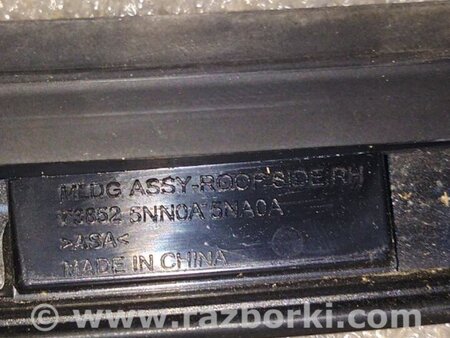 MLDG ASSY-ROOF SIDE RH
73852 5NN0A 5NA0A
>ASA<
MADE IN CHINA
© www.razborki.com